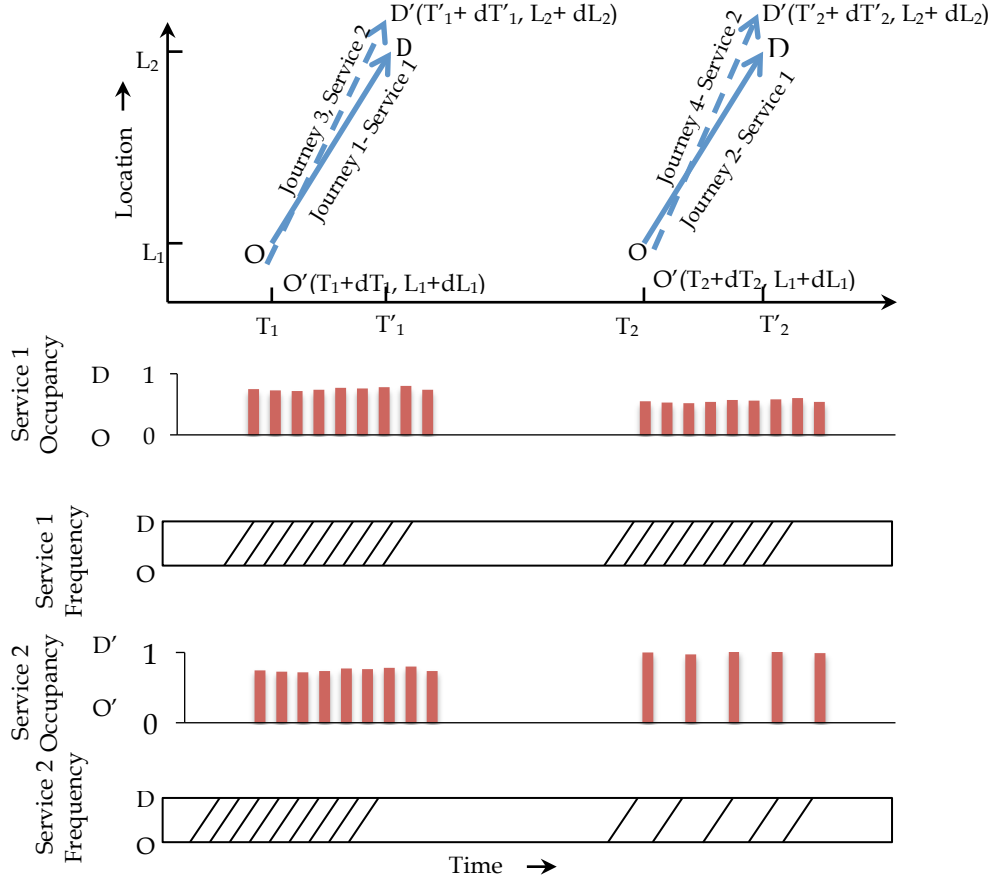 D′(T′₁+ dT′₁, L₂+ dL₂)
D′(T′₂+ dT′₂, L₂+ dL₂)
D
D
L₂
Location
Journey 3, Service 2
Journey 1- Service 1
Journey 4- Service 2
Journey 2- Service 1
L₁
O
O
O′(T₁+dT₁, L₁+dL₁)
O′(T₂+dT₂, L₁+dL₁)
T₁
T′₁
T₂
T′₂
Service 1
Occupancy
D
1
O
0
Service 1
Frequency
D
O
Service 2
Occupancy
D′
1
O′
0
Service 2
Frequency
D
O
Time